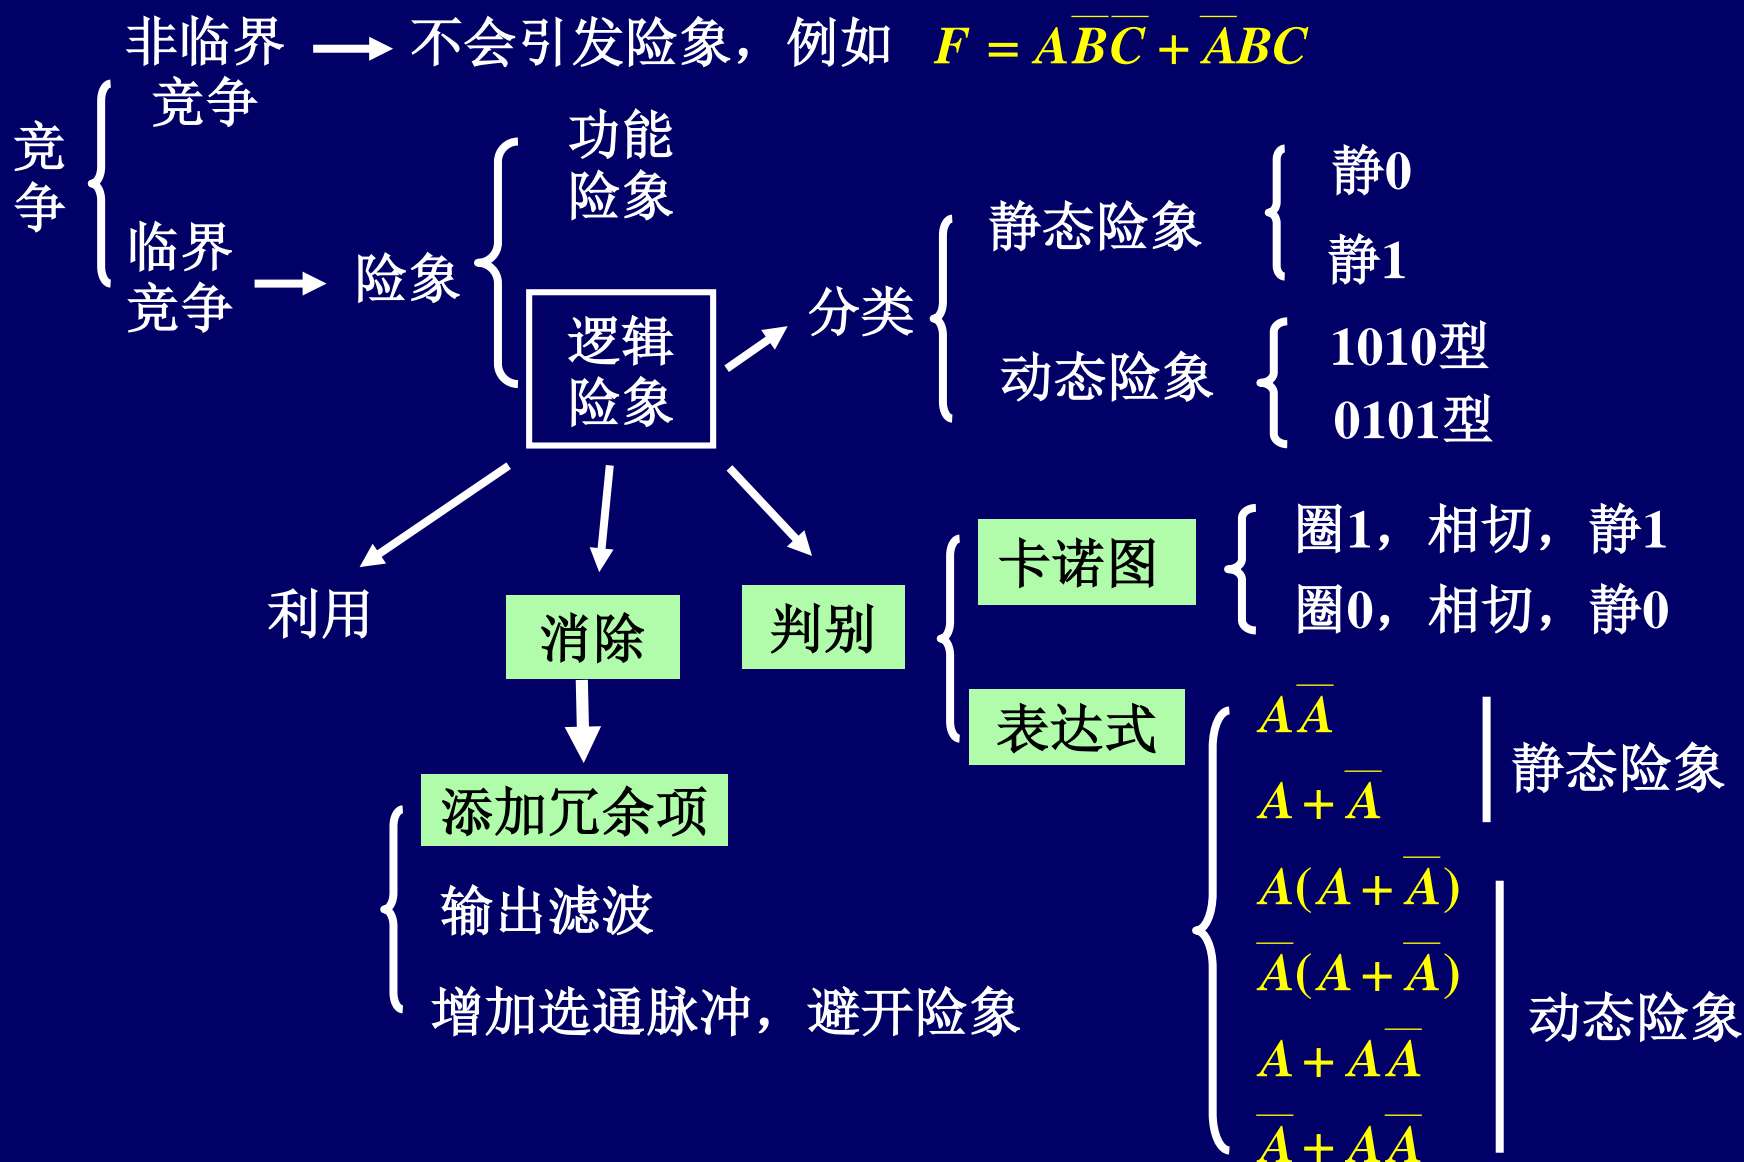 非临界
竞争
不会引发险象，例如 F = AB̅C̅ + A̅BC
竞
争
临界
竞争
险象
功能
险象
逻辑
险象
分类
静态险象
静0
静1
动态险象
1010型
0101型
利用
消除
判别
卡诺图
圈1，相切，静1
圈0，相切，静0
表达式
AA̅
A + A̅
静态险象
A(A + A̅)
A̅(A + A̅)
A + AA̅
A̅ + AA̅
动态险象
添加冗余项
输出滤波
增加选通脉冲，避开险象